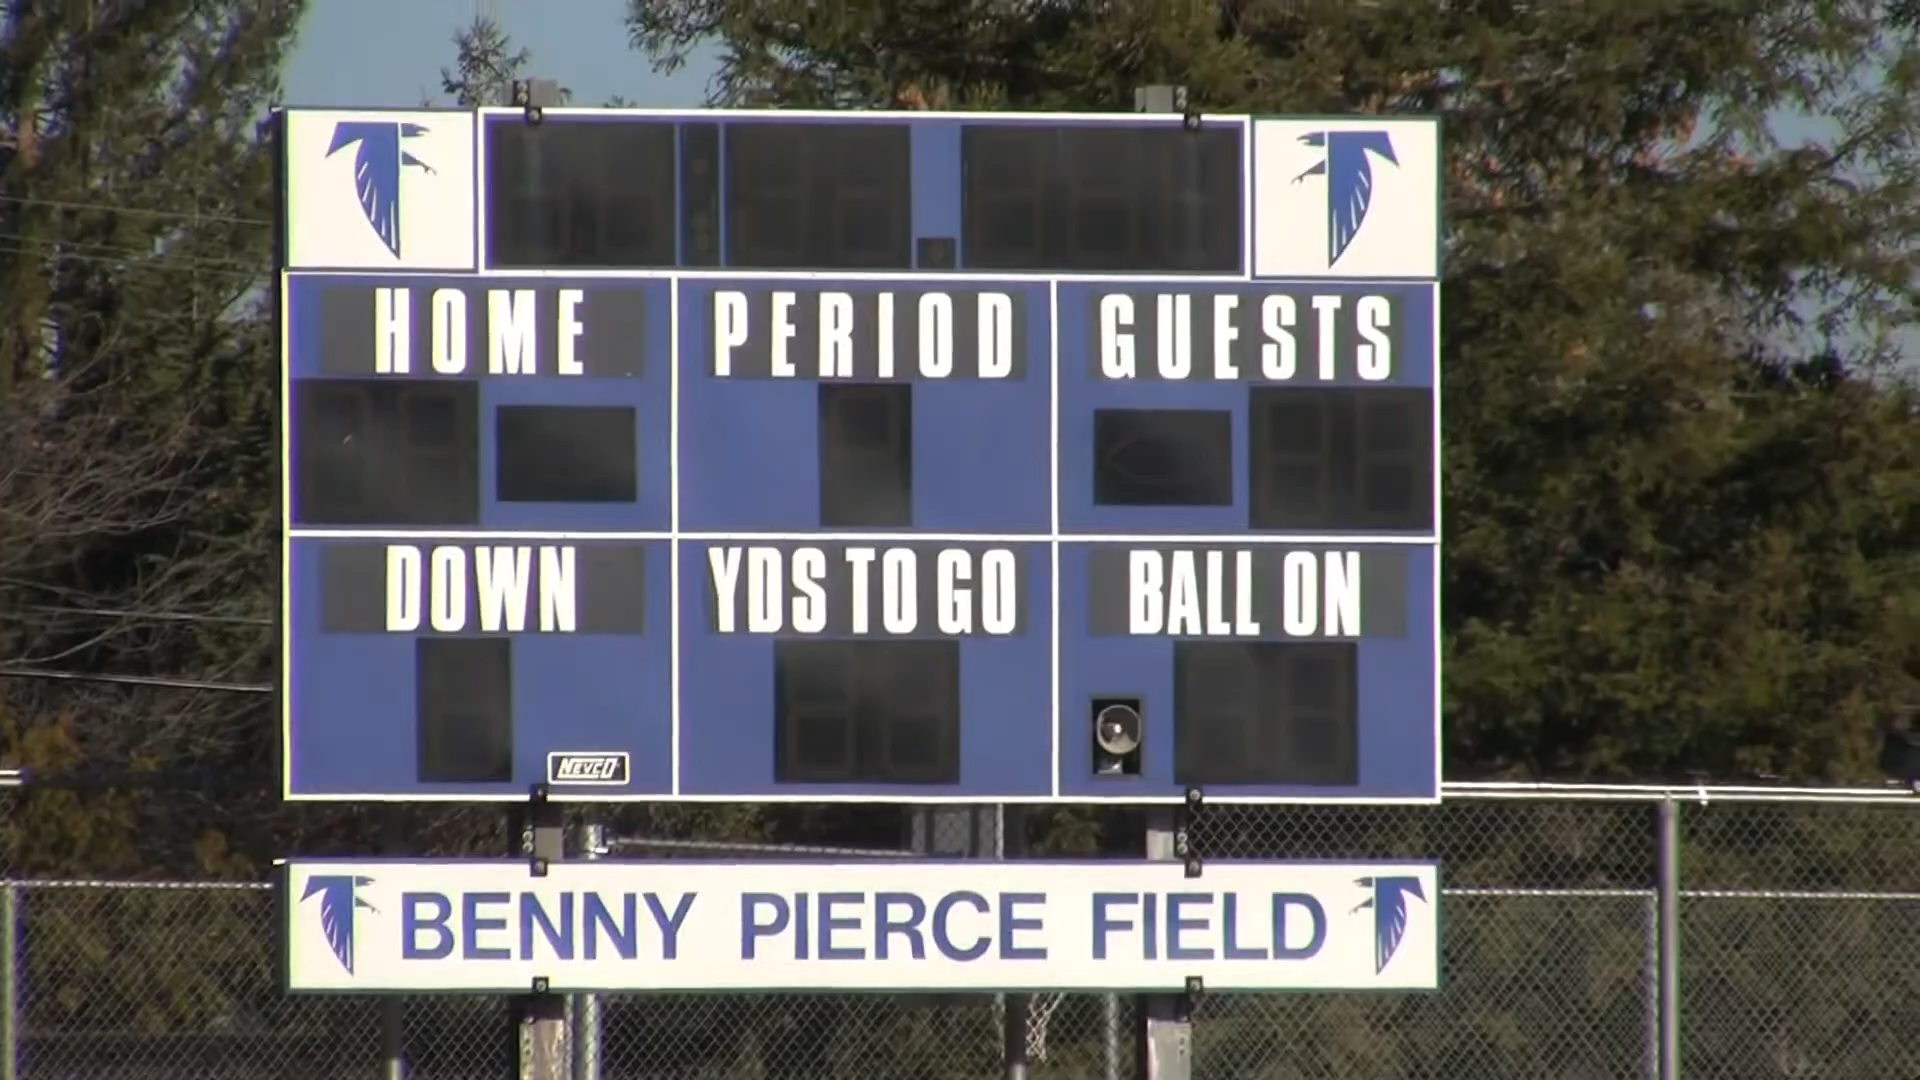 HOME PERIOD GUESTS
DOWN YDS TO GO BALL ON
NEVCO
BENNY PIERCE FIELD